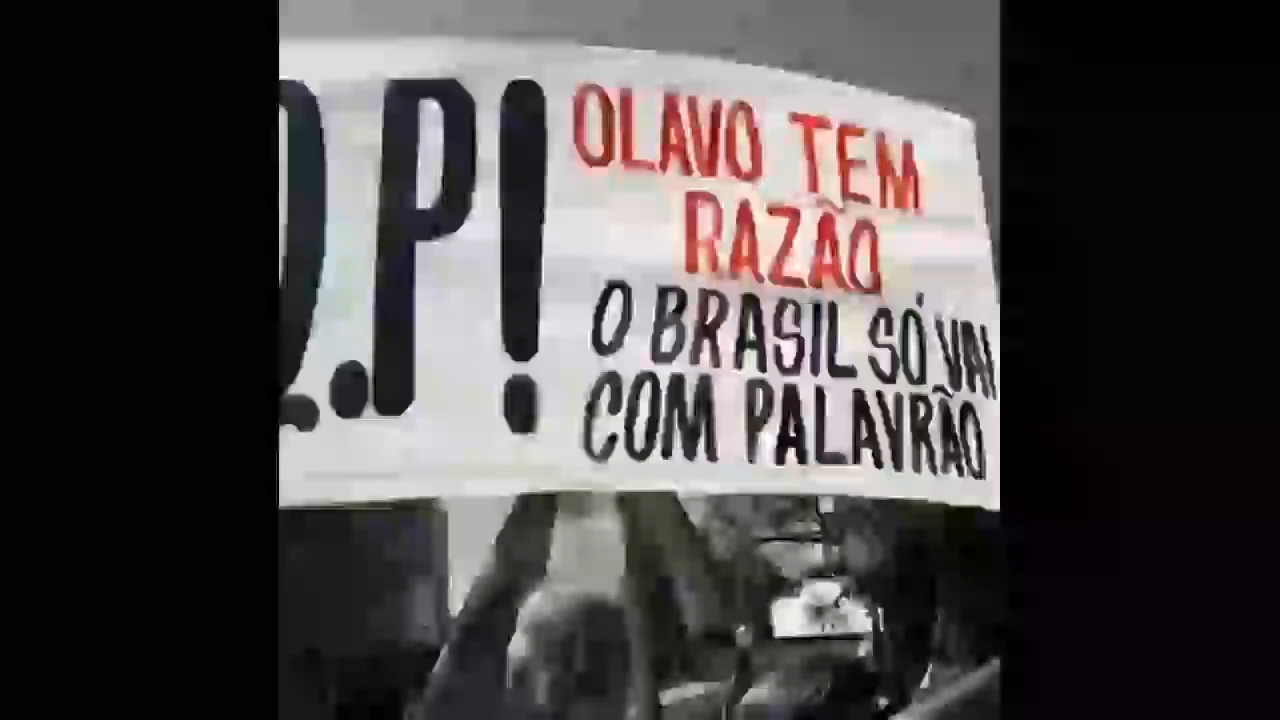 .P!
OLAVO TEM
RAZÃO
O BRASIL SÓ VAI
COM PALAVRÃO